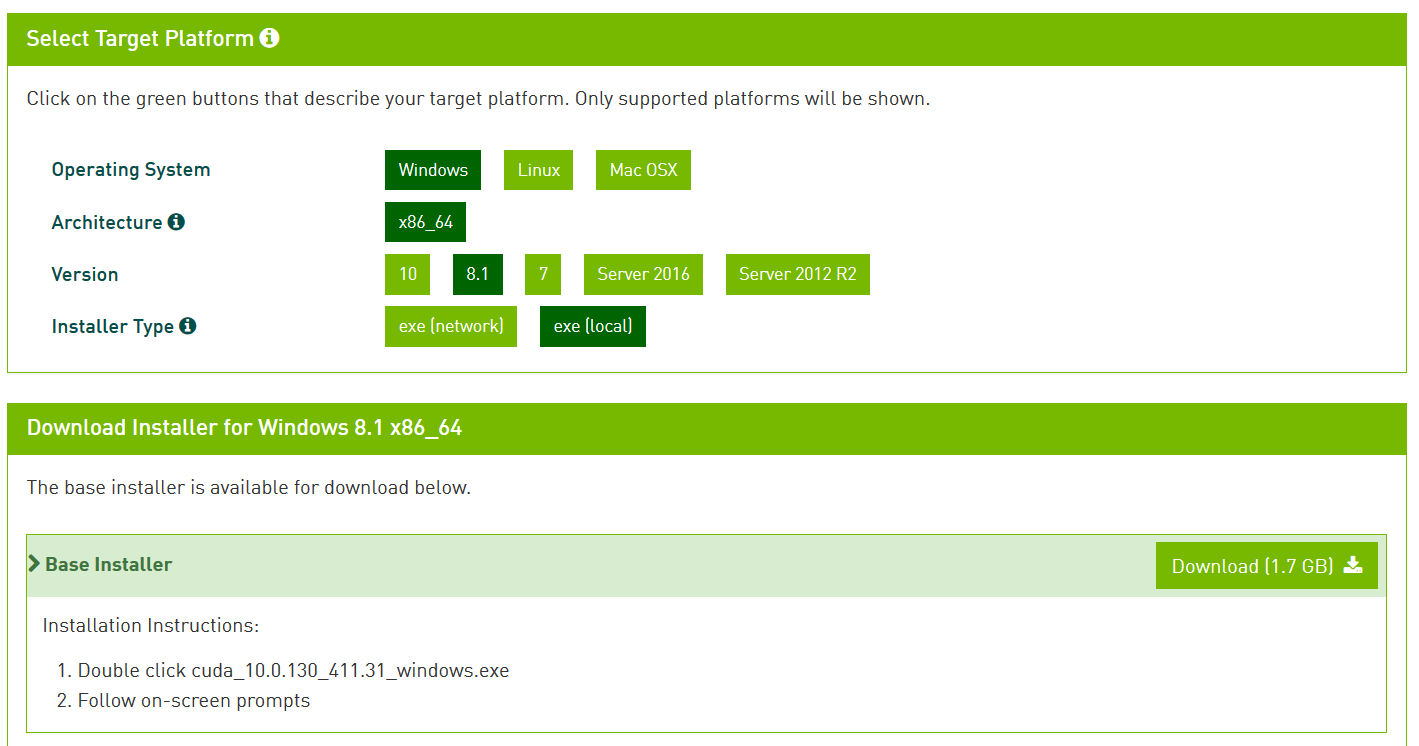 Select Target Platform
Click on the green buttons that describe your target platform. Only supported platforms will be shown.
Operating System Windows Linux Mac OSX
Architecture x86_64
Version 10 8.1 7 Server 2016 Server 2012 R2
Installer Type exe (network) exe (local)
Download Installer for Windows 8.1 x86_64
The base installer is available for download below.
Base Installer Download (1.7 GB)
Installation Instructions:
1. Double click cuda_10.0.130_411.31_windows.exe
2. Follow on-screen prompts